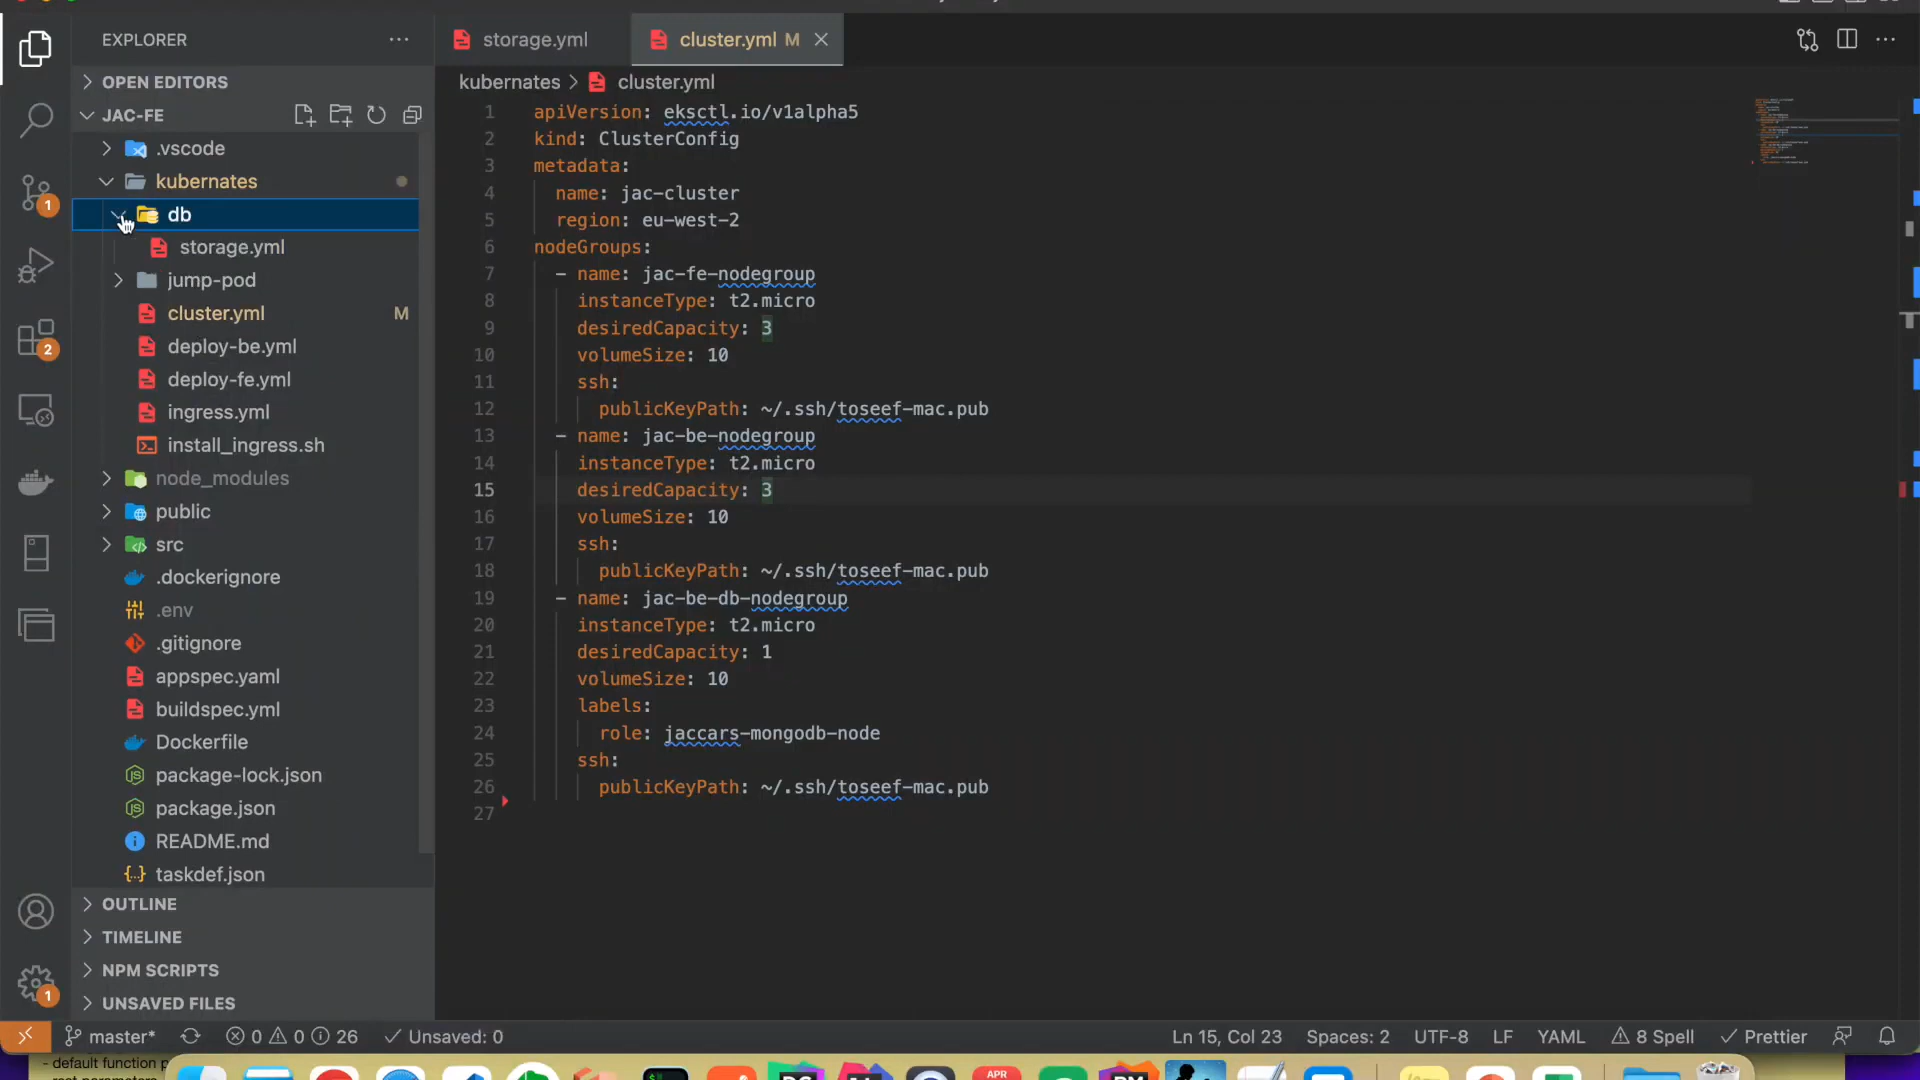 EXPLORER
storage.yml
cluster.yml M
OPEN EDITORS
kubernates > cluster.yml
JAC-FE
.vscode
kubernates
db
storage.yml
jump-pod
cluster.yml M
deploy-be.yml
deploy-fe.yml
ingress.yml
install_ingress.sh
node_modules
public
src
.dockerignore
.env
.gitignore
appspec.yaml
buildspec.yml
Dockerfile
package-lock.json
package.json
README.md
taskdef.json
OUTLINE
TIMELINE
NPM SCRIPTS
UNSAVED FILES
1
2
1
1 apiVersion: eksctl.io/v1alpha5
2 kind: ClusterConfig
3 metadata:
4 name: jac-cluster
5 region: eu-west-2
6 nodeGroups:
7 - name: jac-fe-nodegroup
8 instanceType: t2.micro
9 desiredCapacity: 3
10 volumeSize: 10
11 ssh:
12 publicKeyPath: ~/.ssh/toseef-mac.pub
13 - name: jac-be-nodegroup
14 instanceType: t2.micro
15 desiredCapacity: 3
16 volumeSize: 10
17 ssh:
18 publicKeyPath: ~/.ssh/toseef-mac.pub
19 - name: jac-be-db-nodegroup
20 instanceType: t2.micro
21 desiredCapacity: 1
22 volumeSize: 10
23 labels:
24 role: jaccars-mongodb-node
25 ssh:
26 publicKeyPath: ~/.ssh/toseef-mac.pub
27
master* 0 0 26 Unsaved: 0 Ln 15, Col 23 Spaces: 2 UTF-8 LF YAML 8 Spell Prettier
- default function p
APR